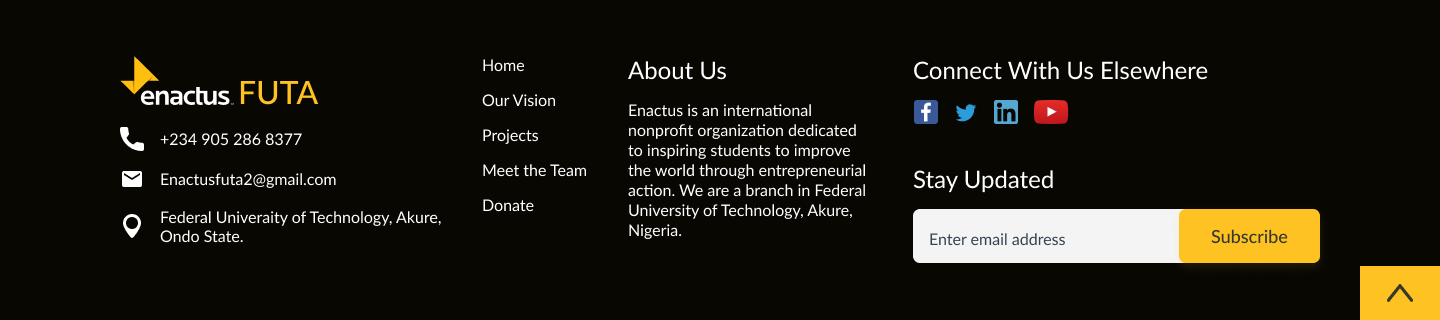 enactus FUTA
+234 905 286 8377
Enactusfuta2@gmail.com
Federal Univeraity of Technology, Akure,
Ondo State.
Home
Our Vision
Projects
Meet the Team
Donate
About Us
Enactus is an international
nonprofit organization dedicated
to inspiring students to improve
the world through entrepreneurial
action. We are a branch in Federal
University of Technology, Akure,
Nigeria.
Connect With Us Elsewhere
f
in
Stay Updated
Enter email address
Subscribe